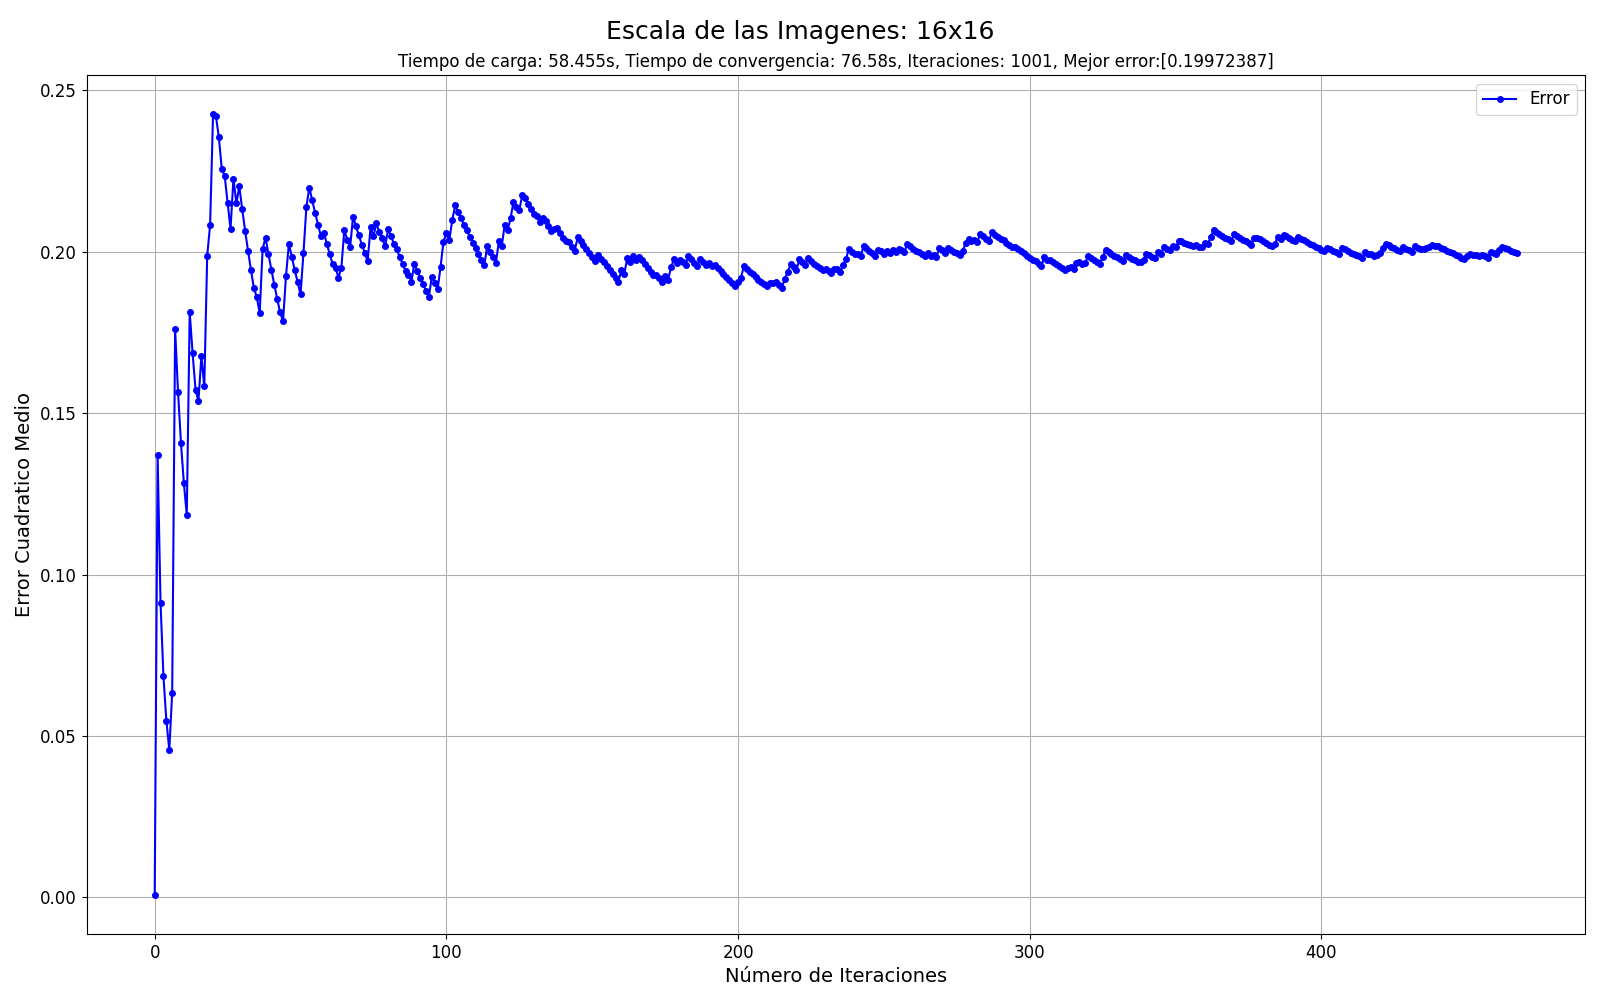 Escala de las Imagenes: 16x16
Tiempo de carga: 58.455s, Tiempo de convergencia: 76.58s, Iteraciones: 1001, Mejor error:[0.19972387]
Error
Error Cuadratico Medio
0.25
0.20
0.15
0.10
0.05
0.00
0 100 200 300 400
Número de Iteraciones